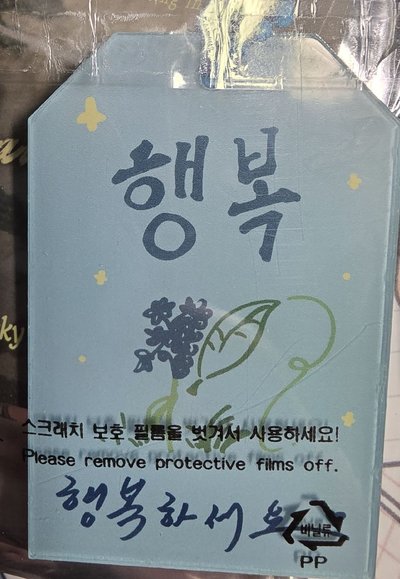 행복
스크래치 보호 필름을 벗겨서 사용하세요!
Please remove protective films off.
행복하세요
비닐류
PP